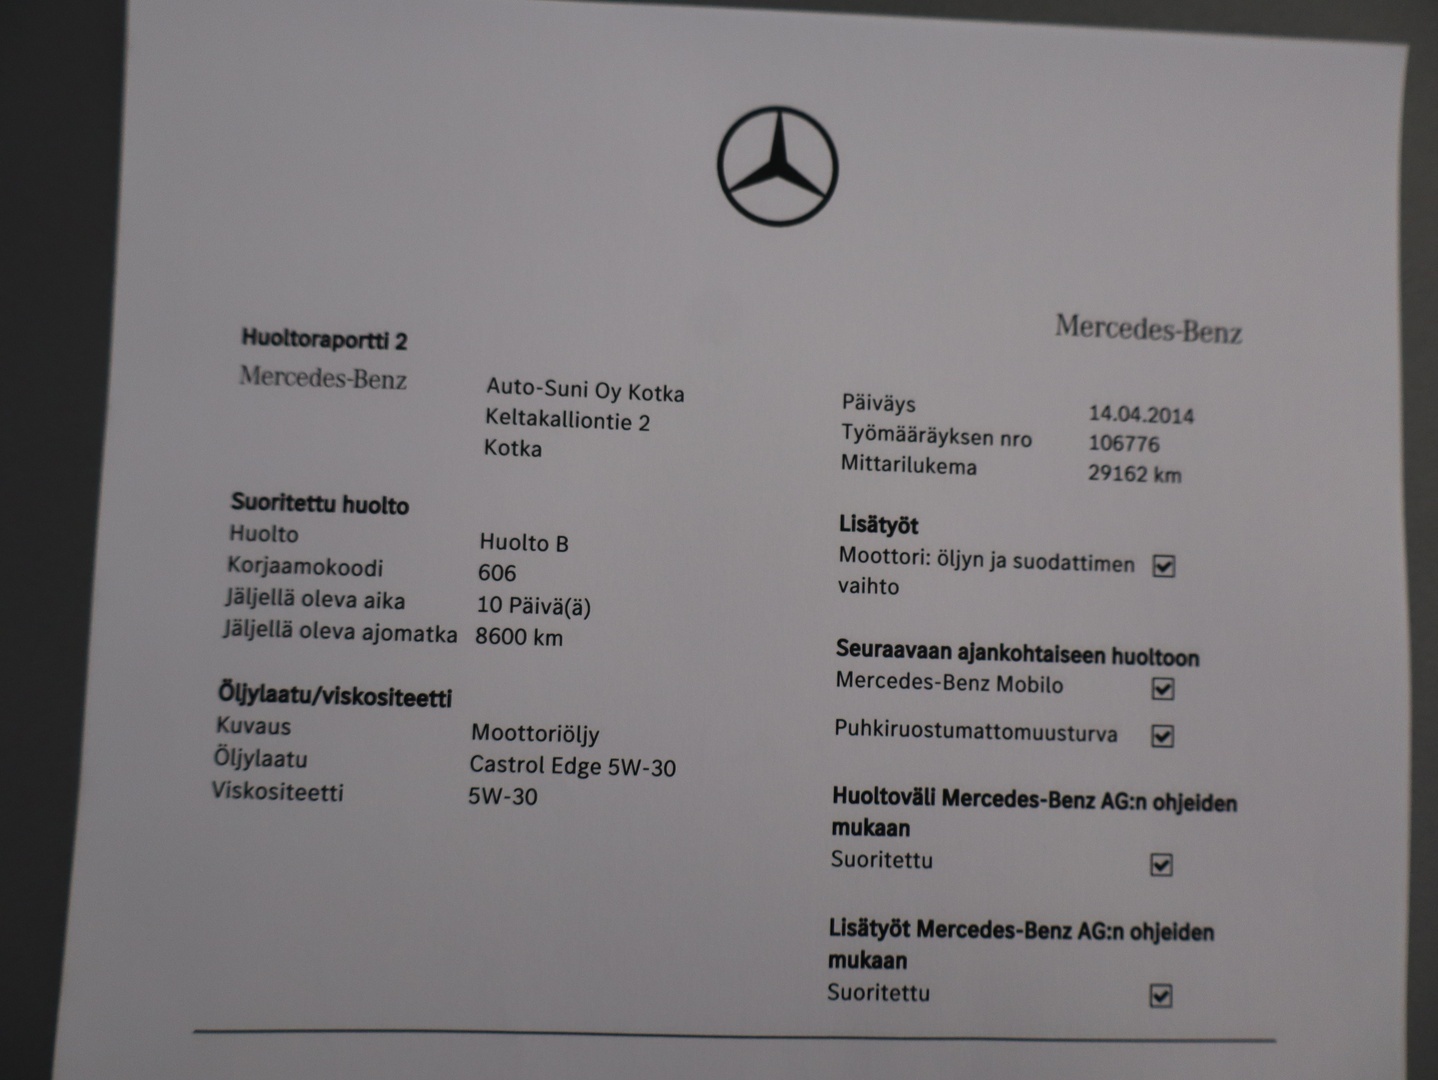 Mercedes-Benz
Huoltoraportti 2
Mercedes-Benz
Auto-Suni Oy Kotka
Keltakalliontie 2
Kotka
Päiväys 14.04.2014
Työmääräyksen nro 106776
Mittarilukema 29162 km
Suoritettu huolto
Huolto Huolto B
Korjaamokoodi 606
Jäljellä oleva aika 10 Päivä(ä)
Jäljellä oleva ajomatka 8600 km
Öljylaatu/viskositeetti
Kuvaus Moottoriöljy
Öljylaatu Castrol Edge 5W-30
Viskositeetti 5W-30
Lisätyöt
Moottori: öljyn ja suodattimen
vaihto
Seuraavaan ajankohtaiseen huoltoon
Mercedes-Benz Mobilo
Puhkiruostumattomuusturva
Huoltoväli Mercedes-Benz AG:n ohjeiden
mukaan
Suoritettu
Lisätyöt Mercedes-Benz AG:n ohjeiden
mukaan
Suoritettu